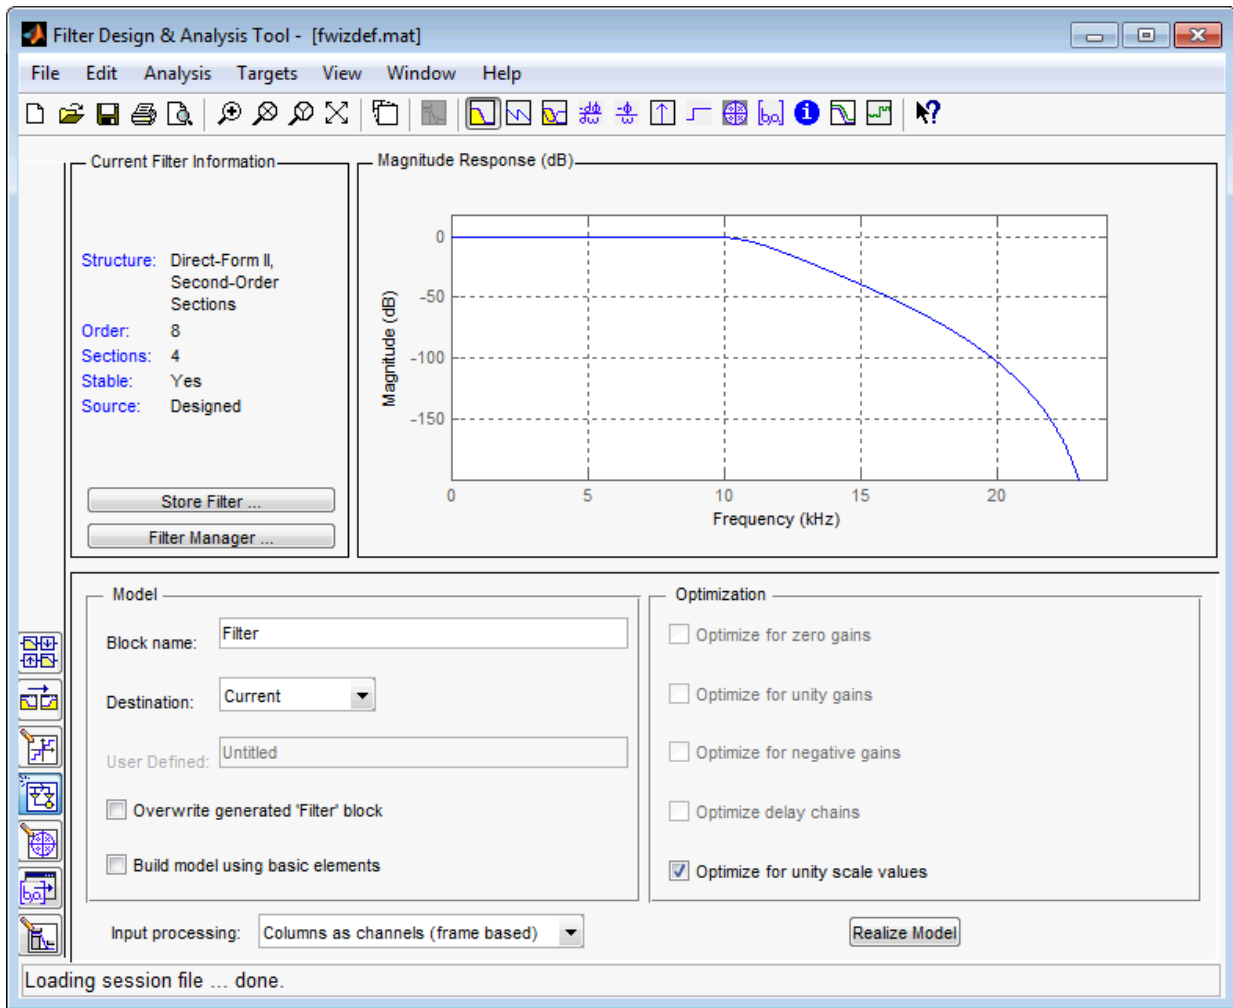 Filter Design & Analysis Tool - [fwizdef.mat]
File Edit Analysis Targets View Window Help
Current Filter Information
Structure: Direct-Form II,
Second-Order
Sections
Order: 8
Sections: 4
Stable: Yes
Source: Designed
Store Filter ...
Filter Manager ...
Magnitude Response (dB)
Magnitude (dB)
0
-50
-100
-150
0 5 10 15 20
Frequency (kHz)
Model
Block name: Filter
Destination: Current
User Defined: Untitled
Overwrite generated 'Filter' block
Build model using basic elements
Optimization
Optimize for zero gains
Optimize for unity gains
Optimize for negative gains
Optimize delay chains
Optimize for unity scale values
Input processing: Columns as channels (frame based)
Realize Model
Loading session file ... done.